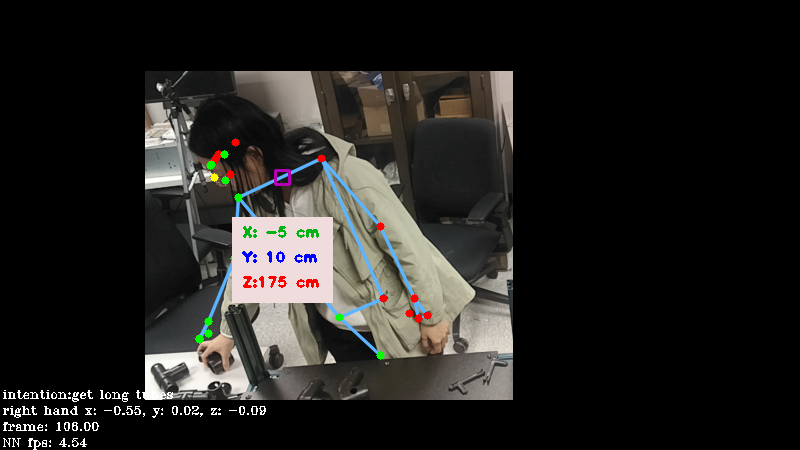 X: -5 cm
Y: 10 cm
Z:175 cm
intention:get long tubes
right hand x: -0.55, y: 0.02, z: -0.09
frame: 106.00
NN fps: 4.54